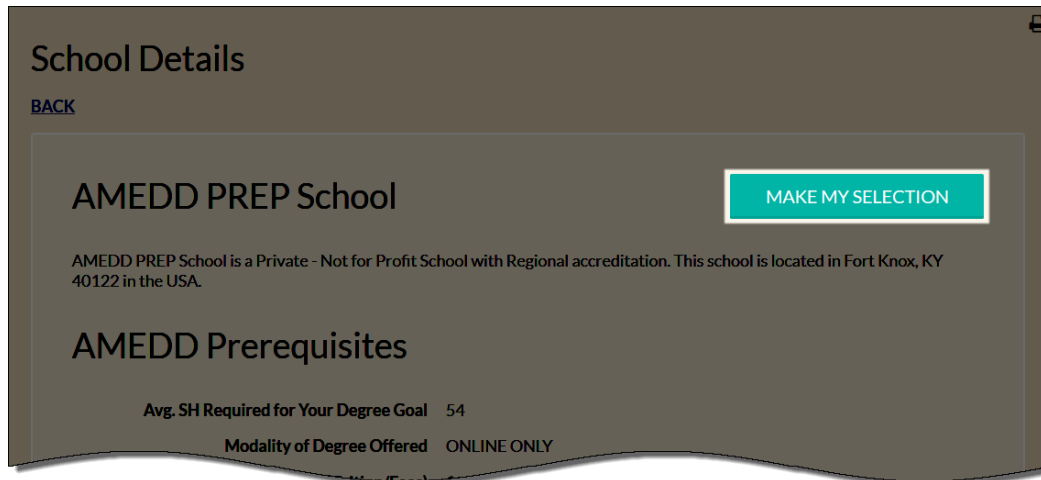 School Details
BACK
AMEDD PREP School
MAKE MY SELECTION
AMEDD PREP School is a Private - Not for Profit School with Regional accreditation. This school is located in Fort Knox, KY
40122 in the USA.
AMEDD Prerequisites
Avg. SH Required for Your Degree Goal 54
Modality of Degree Offered ONLINE ONLY